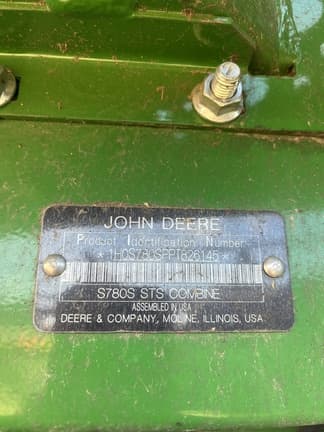 JOHN DEERE
Product Identification Number
*1H0S780SPPT826145*
S780S STS COMBINE
ASSEMBLED IN USA
DEERE & COMPANY, MOLINE, ILLINOIS, USA